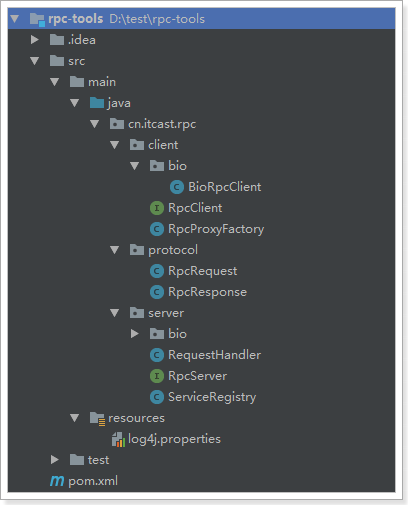 rpc-tools D:\test\rpc-tools
.idea
src
main
java
cn.itcast.rpc
client
bio
C BioRpcClient
I RpcClient
C RpcProxyFactory
protocol
C RpcRequest
C RpcResponse
server
bio
C RequestHandler
I RpcServer
C ServiceRegistry
resources
log4j.properties
test
m pom.xml